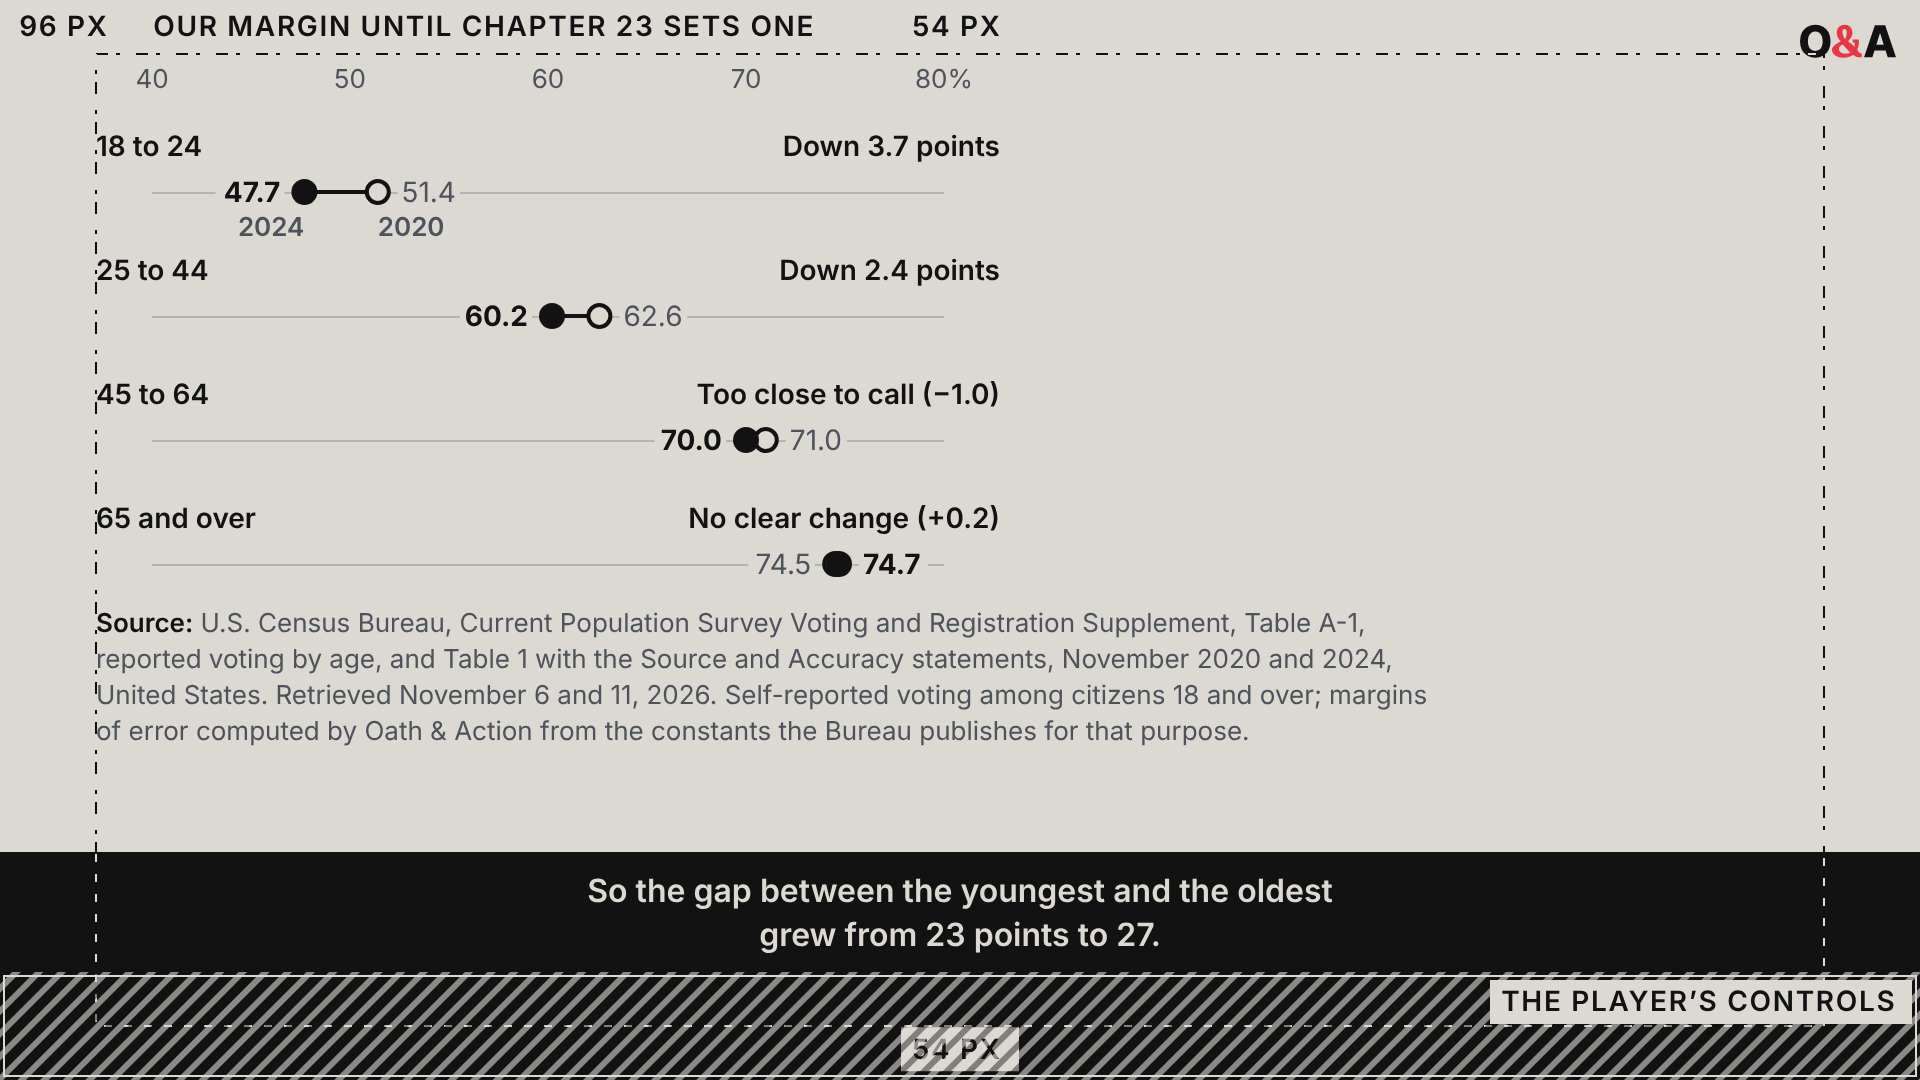 96 PX OUR MARGIN UNTIL CHAPTER 23 SETS ONE 54 PX
O&A
40 50 60 70 80%
18 to 24 Down 3.7 points
47.7 51.4
2024 2020
25 to 44 Down 2.4 points
60.2 62.6
45 to 64 Too close to call (−1.0)
70.0 71.0
65 and over No clear change (+0.2)
74.5 74.7
Source: U.S. Census Bureau, Current Population Survey Voting and Registration Supplement, Table A-1,
reported voting by age, and Table 1 with the Source and Accuracy statements, November 2020 and 2024,
United States. Retrieved November 6 and 11, 2026. Self-reported voting among citizens 18 and over; margins
of error computed by Oath & Action from the constants the Bureau publishes for that purpose.
So the gap between the youngest and the oldest
grew from 23 points to 27.
THE PLAYER’S CONTROLS
54 PX